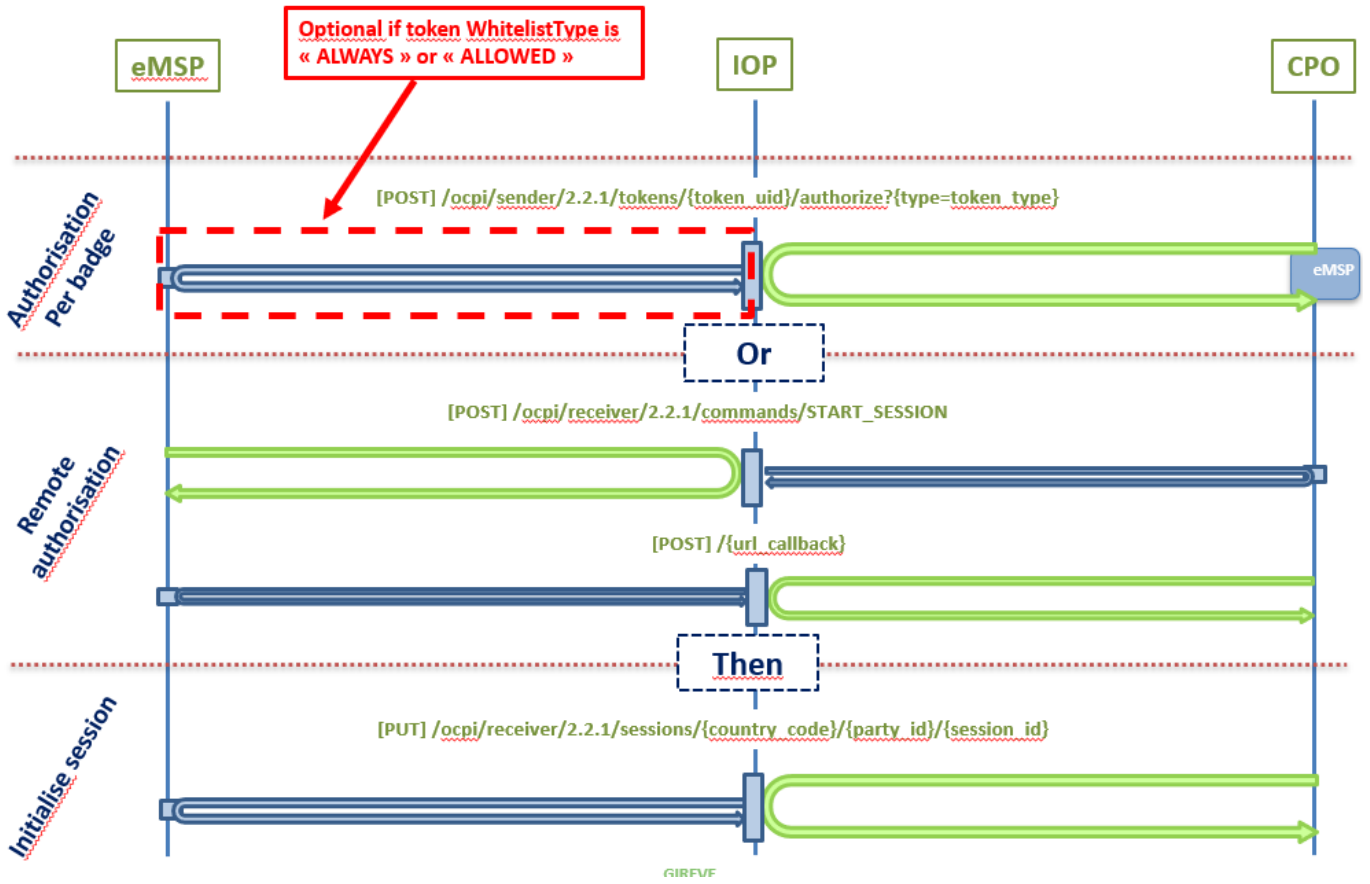 Optional if token WhitelistType is
« ALWAYS » or « ALLOWED »
eMSP
IOP
CPO
[POST] /ocpi/sender/2.2.1/tokens/{token_uid}/authorize?{type=token_type}
Authorisation
Per badge
eMSP
Or
[POST] /ocpi/receiver/2.2.1/commands/START_SESSION
Remote
authorisation
[POST] /{url_callback}
Then
[PUT] /ocpi/receiver/2.2.1/sessions/{country_code}/{party_id}/{session_id}
Initialise session
GIREVE